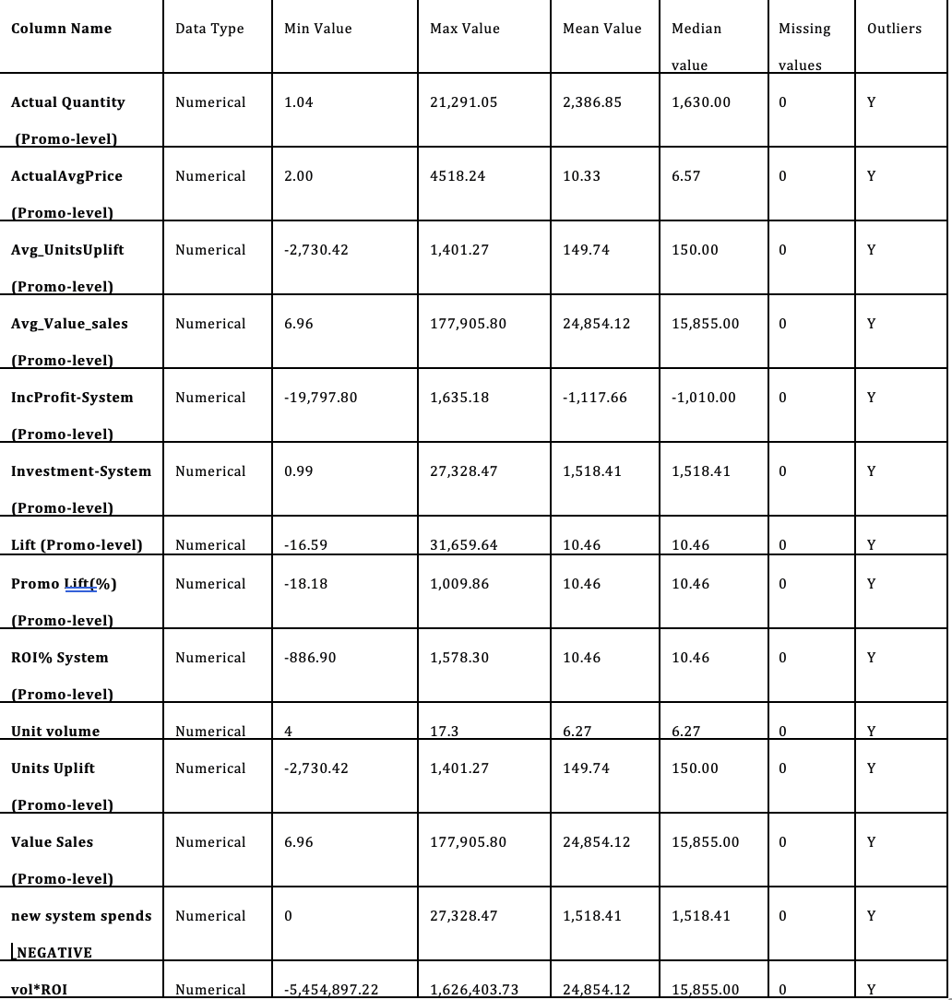 Column Name Data Type Min Value Max Value Mean Value Median Missing Outliers
value values
Actual Quantity Numerical 1.04 21,291.05 2,386.85 1,630.00 0 Y
(Promo-level)
ActualAvgPrice Numerical 2.00 4518.24 10.33 6.57 0 Y
(Promo-level)
Avg_UnitsUplift Numerical -2,730.42 1,401.27 149.74 150.00 0 Y
(Promo-level)
Avg_Value_sales Numerical 6.96 177,905.80 24,854.12 15,855.00 0 Y
(Promo-level)
IncProfit-System Numerical -19,797.80 1,635.18 -1,117.66 -1,010.00 0 Y
(Promo-level)
Investment-System Numerical 0.99 27,328.47 1,518.41 1,518.41 0 Y
(Promo-level)
Lift (Promo-level) Numerical -16.59 31,659.64 10.46 10.46 0 Y
Promo Lift(%) Numerical -18.18 1,009.86 10.46 10.46 0 Y
(Promo-level)
ROI% System Numerical -886.90 1,578.30 10.46 10.46 0 Y
(Promo-level)
Unit volume Numerical 4 17.3 6.27 6.27 0 Y
Units Uplift Numerical -2,730.42 1,401.27 149.74 150.00 0 Y
(Promo-level)
Value Sales Numerical 6.96 177,905.80 24,854.12 15,855.00 0 Y
(Promo-level)
new system spends Numerical 0 27,328.47 1,518.41 1,518.41 0 Y
_NEGATIVE
vol*ROI Numerical -5,454,897.22 1,626,403.73 24,854.12 15,855.00 0 Y